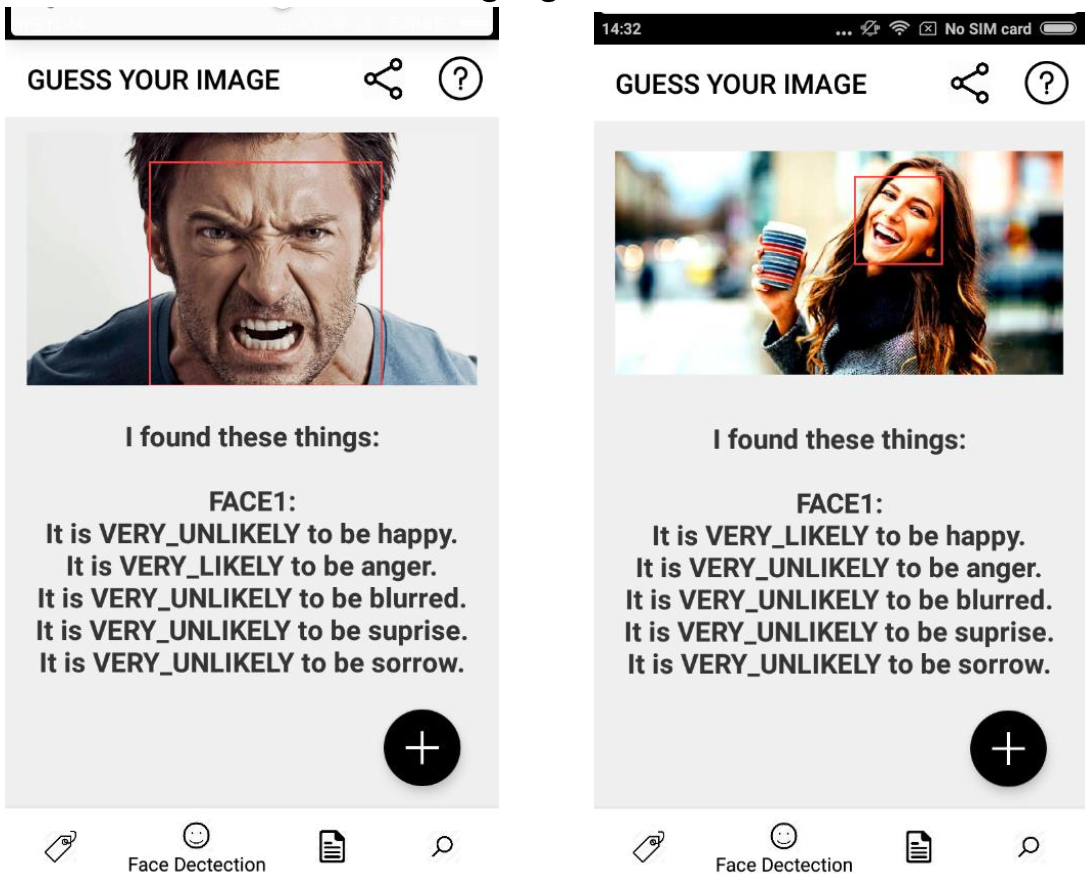 GUESS YOUR IMAGE
I found these things:
FACE1:
It is VERY_UNLIKELY to be happy.
It is VERY_LIKELY to be anger.
It is VERY_UNLIKELY to be blurred.
It is VERY_UNLIKELY to be suprise.
It is VERY_UNLIKELY to be sorrow.
Face Dectection
14:32 ... No SIM card
GUESS YOUR IMAGE
I found these things:
FACE1:
It is VERY_LIKELY to be happy.
It is VERY_UNLIKELY to be anger.
It is VERY_UNLIKELY to be blurred.
It is VERY_UNLIKELY to be suprise.
It is VERY_UNLIKELY to be sorrow.
Face Dectection